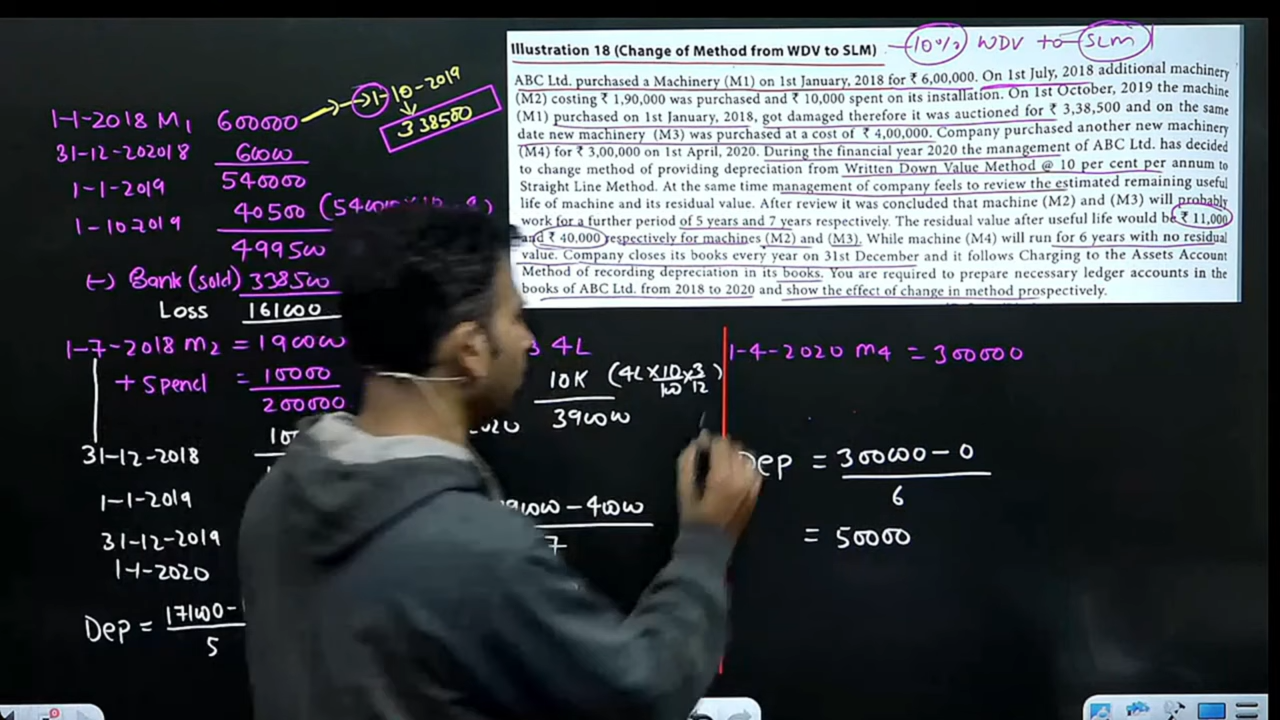 Illustration 18 (Change of Method from WDV to SLM) 10% WDV to SLM
ABC Ltd. purchased a Machinery (M1) on 1st January, 2018 for ₹ 6,00,000. On 1st July, 2018 additional machinery
(M2) costing ₹ 1,90,000 was purchased and ₹ 10,000 spent on its installation. On 1st October, 2019 the machine
(M1) purchased on 1st January, 2018, got damaged therefore it was auctioned for ₹ 3,38,500 and on the same
date new machinery (M3) was purchased at a cost of ₹ 4,00,000. Company purchased another new machinery
(M4) for ₹ 3,00,000 on 1st April, 2020. During the financial year 2020 the management of ABC Ltd. has decided
to change method of providing depreciation from Written Down Value Method @ 10 per cent per annum to
Straight Line Method. At the same time management of company feels to review the estimated remaining useful
life of machine and its residual value. After review it was concluded that machine (M2) and (M3) will probably
work for a further period of 5 years and 7 years respectively. The residual value after useful life would be ₹ 11,000
and ₹ 40,000 respectively for machines (M2) and (M3). While machine (M4) will run for 6 years with no residual
value. Company closes its books every year on 31st December and it follows Charging to the Assets Account
Method of recording depreciation in its books. You are required to prepare necessary ledger accounts in the
books of ABC Ltd. from 2018 to 2020 and show the effect of change in method prospectively.
1-1-2018 M1 600000 → 1-10-2019
338500
31-12-202018 60000
1-1-2019 540000
1-10-2019 40500 (54000×10
499500
(-) Bank (sold) 338500
Loss 161000
1-7-2018 M2 = 190000
+ Spend = 10000
200000
31-12-2018
1-1-2019
31-12-2019
1-1-2020
Dep = 171000-
5
4L
10K (4L×10/100×3/12)
390000
7
1-4-2020 M4 = 300000
Dep = 300000 - 0
6
= 50000